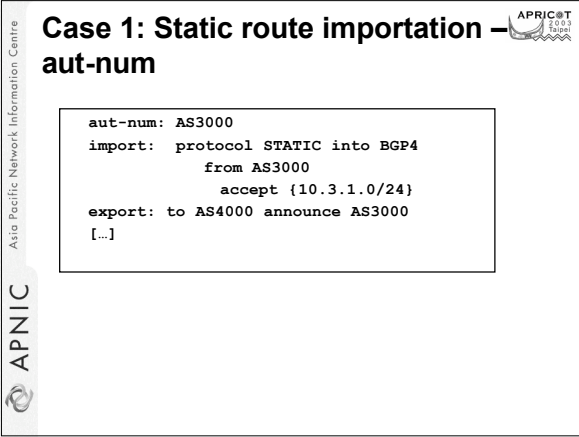 Case 1: Static route importation –
aut-num
APRICOT
2003
Taipei
aut-num: AS3000
import: protocol STATIC into BGP4
from AS3000
accept {10.3.1.0/24}
export: to AS4000 announce AS3000
[…]
Asia Pacific Network Information Centre
APNIC